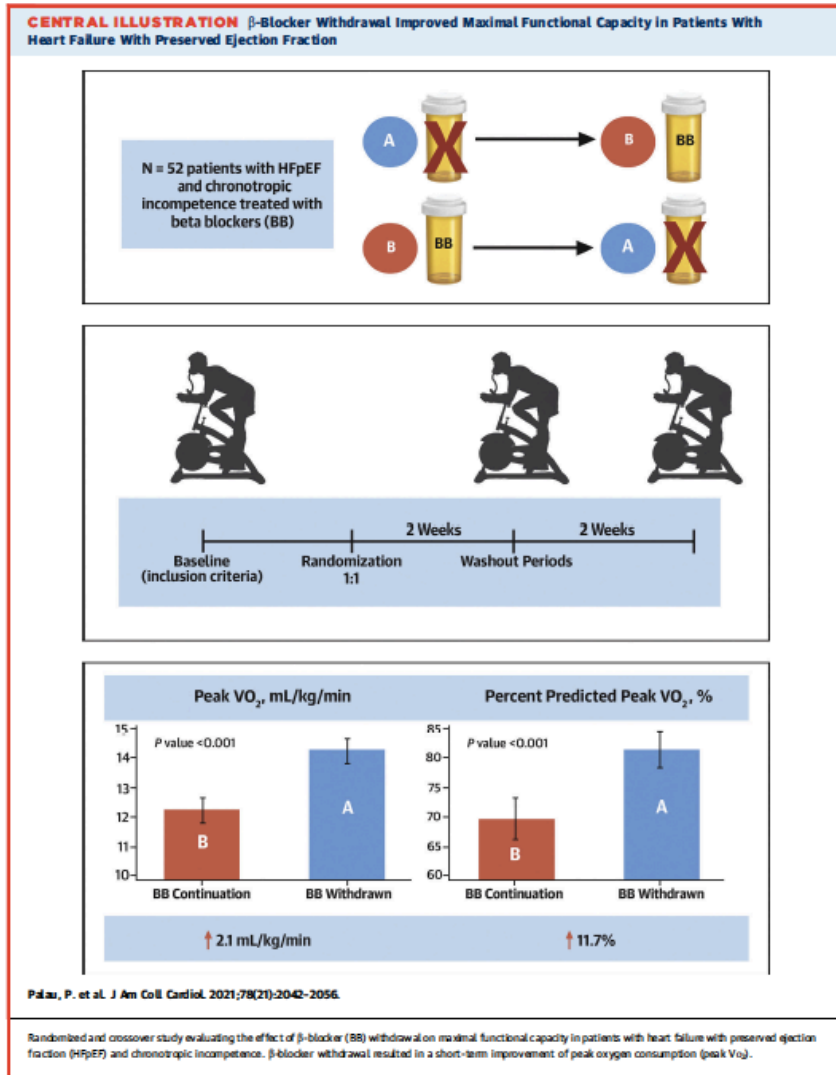 CENTRAL ILLUSTRATION β-Blocker Withdrawal Improved Maximal Functional Capacity in Patients With
Heart Failure With Preserved Ejection Fraction
N = 52 patients with HFpEF
and chronotropic
incompetence treated with
beta blockers (BB)
A
X
B
BB
B
BB
A
X
2 Weeks
2 Weeks
Baseline
(inclusion criteria)
Randomization
1:1
Washout Periods
Peak VO₂, mL/kg/min
15
14
13
12
11
10
P value <0.001
B
A
BB Continuation
BB Withdrawn
↑ 2.1 mL/kg/min
Percent Predicted Peak VO₂, %
85
80
75
70
65
60
P value <0.001
B
A
BB Continuation
BB Withdrawn
↑ 11.7%
Palau, P. et al. J Am Coll Cardiol. 2021;78(21):2042-2056.
Randomized and crossover study evaluating the effect of β-blocker (BB) withdrawal on maximal functional capacity in patients with heart failure with preserved ejection
fraction (HFpEF) and chronotropic incompetence. β-blocker withdrawal resulted in a short-term improvement of peak oxygen consumption (peak Vo₂).